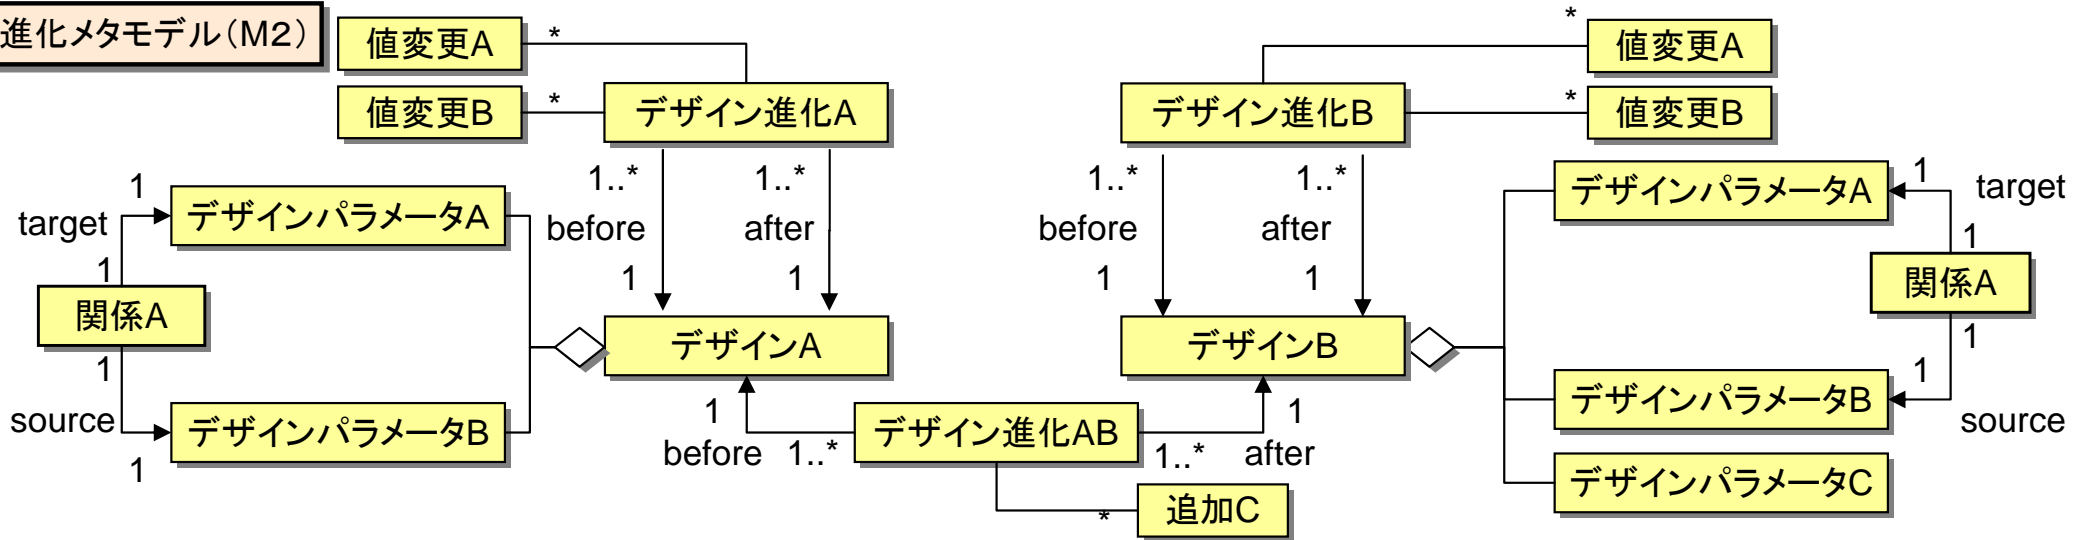 進化メタモデル(M2)
値変更A
*
*
値変更A
値変更B
*
デザイン進化A
デザイン進化B
*
値変更B
1..*
1..*
1..*
1..*
before
after
before
after
1
1
1
1
1
target
デザインパラメータA
デザインパラメータA
1
target
1
関係A
1
1
関係A
1
source
デザインパラメータB
1
デザインA
デザインB
デザインパラメータB
1
source
1
before
1..*
デザイン進化AB
1..*
1
after
デザインパラメータC
*
追加C